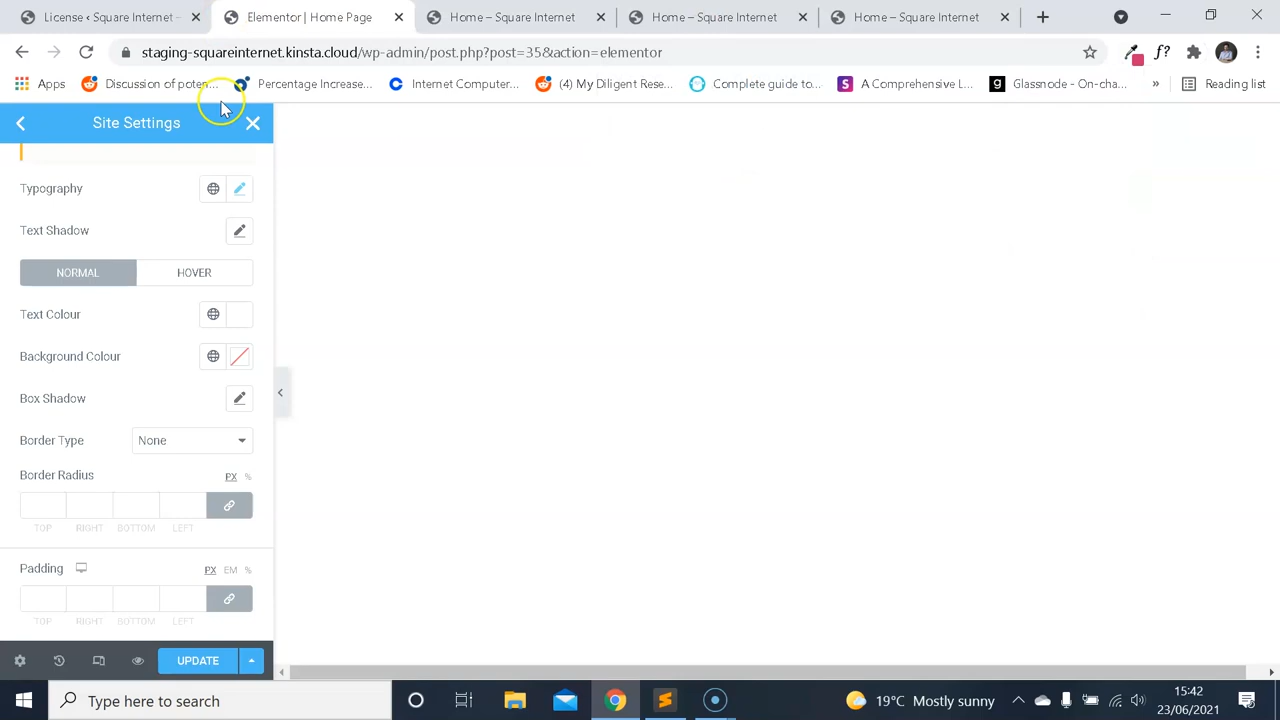 License ‹ Square Internet -
Elementor | Home Page
Home – Square Internet
Home – Square Internet
Home – Square Internet
staging-squareinternet.kinsta.cloud/wp-admin/post.php?post=35&action=elementor
f?
Apps
Discussion of poten...
Percentage Increase...
Internet Computer...
(4) My Diligent Rese...
Complete guide to...
A Comprehensive L...
Glassnode - On-cha...
»
Reading list
Site Settings
Typography
Text Shadow
NORMAL
HOVER
Text Colour
Background Colour
Box Shadow
Border Type
None
Border Radius
PX %
TOP RIGHT BOTTOM LEFT
Padding
PX EM %
TOP RIGHT BOTTOM LEFT
UPDATE
Type here to search
19°C Mostly sunny
15:42
23/06/2021